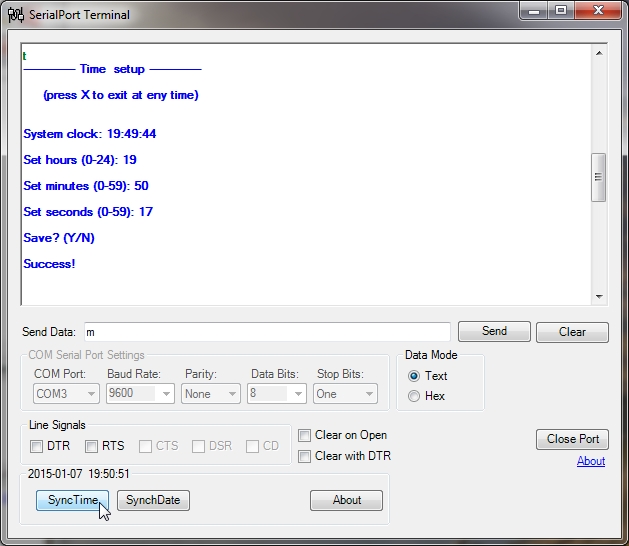 SerialPort Terminal
t
-------- Time  setup --------
(press X to exit at eny time)
System clock: 19:49:44
Set hours (0-24): 19
Set minutes (0-59): 50
Set seconds (0-59): 17
Save? (Y/N)
Success!
Send Data: m Send Clear
COM Serial Port Settings Data Mode
COM Port: Baud Rate: Parity: Data Bits: Stop Bits: Text
COM3 9600 None 8 One Hex
Line Signals Clear on Open
DTR RTS CTS DSR CD Close Port
Clear with DTR About
2015-01-07 19:50:51
SyncTime SynchDate About